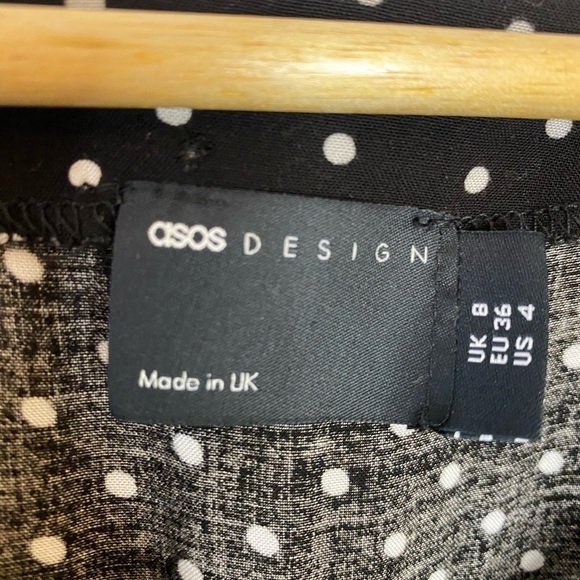 asos DESIGN
Made in UK
UK 8
EU 36
US 4